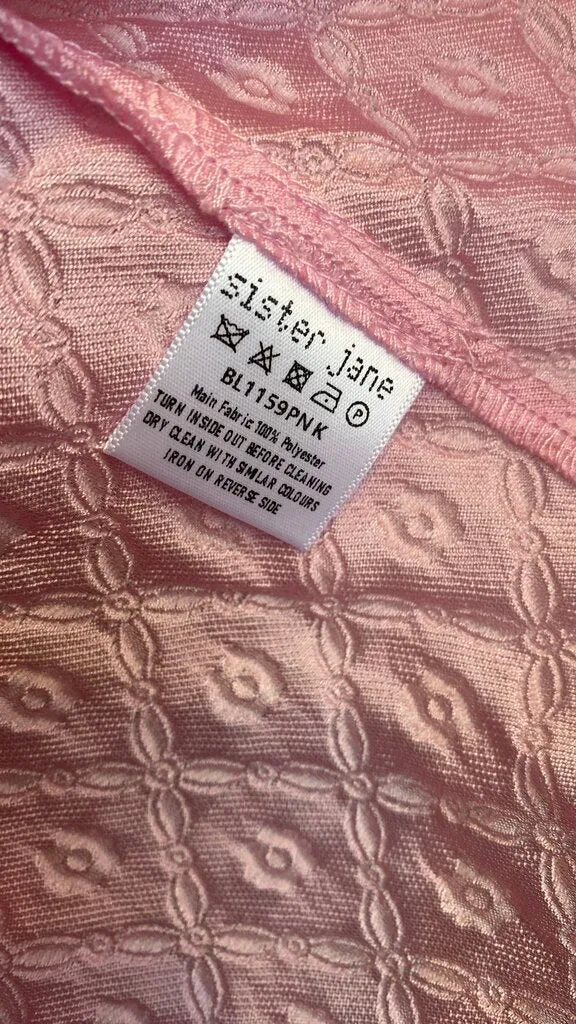 sister jane
P
BL1159PNK
Main Fabric 100% Polyester
TURN INSIDE OUT BEFORE CLEANING
DRY CLEAN WITH SIMILAR COLOURS
IRON ON REVERSE SIDE